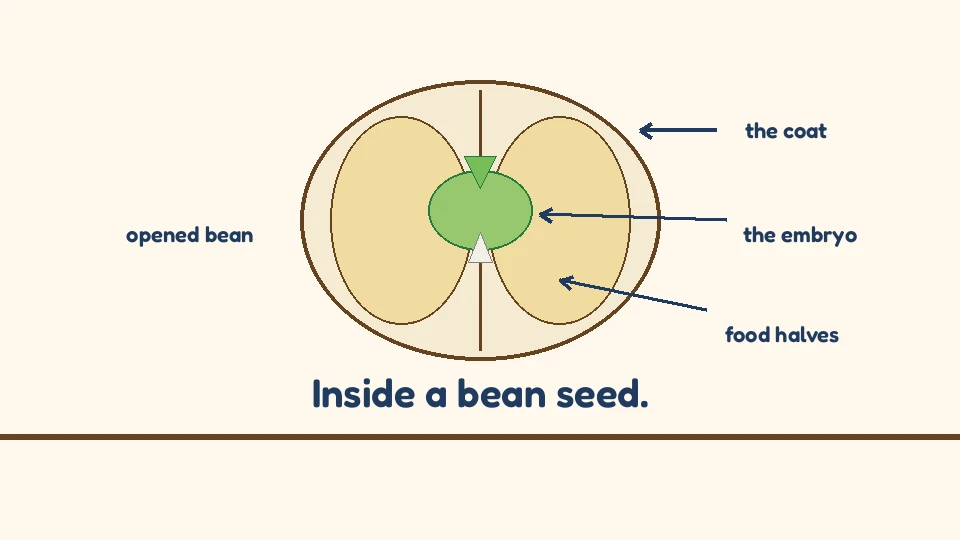 the coat
opened bean
the embryo
food halves
Inside a bean seed.